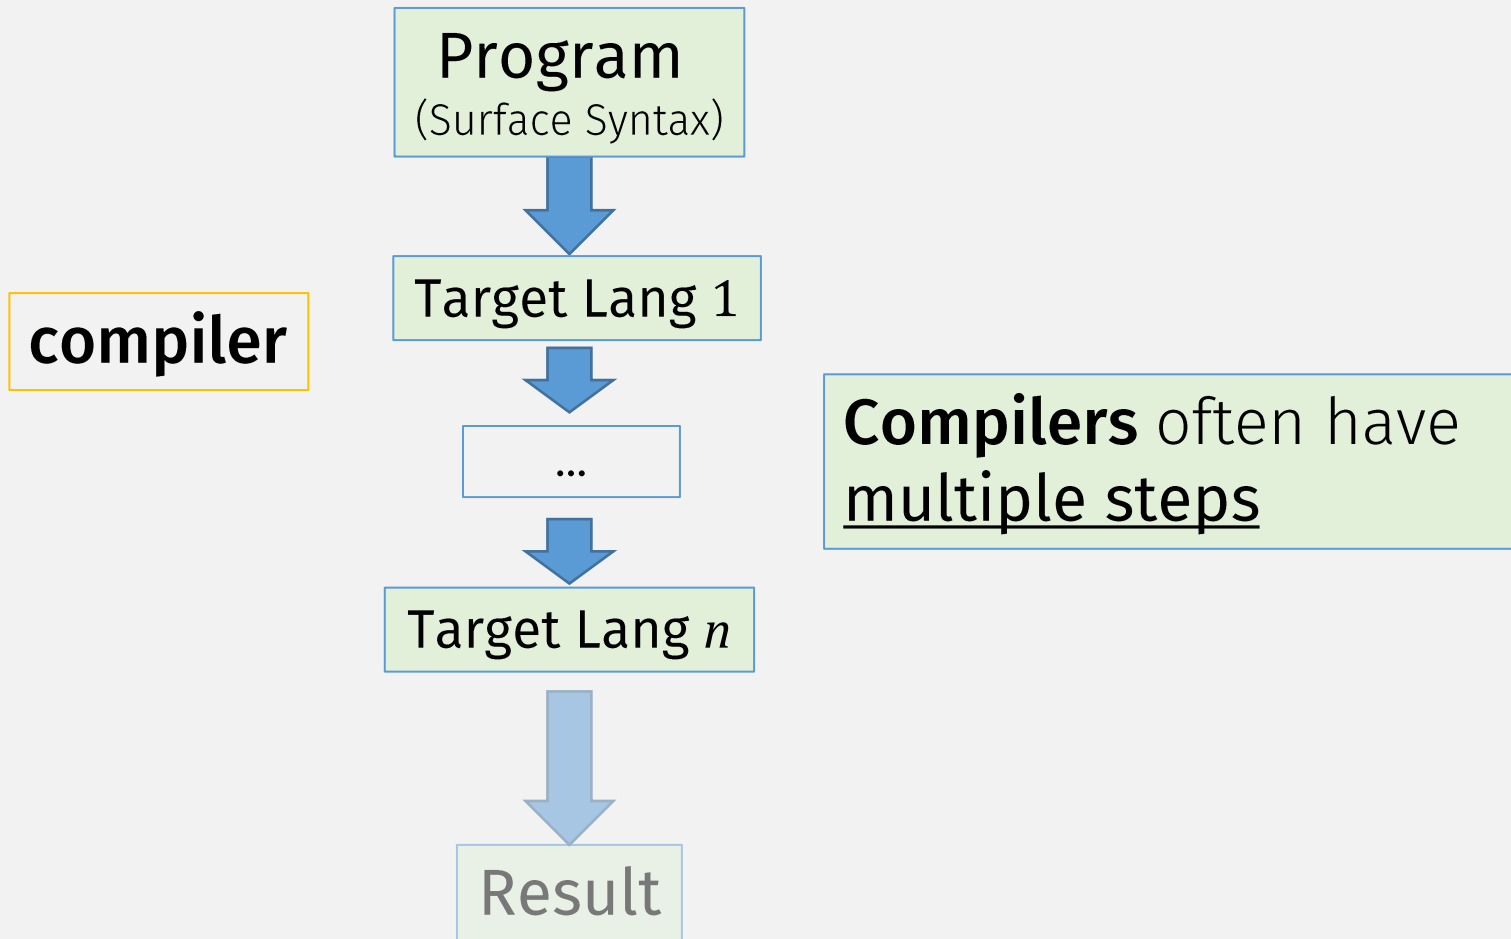 Program
(Surface Syntax)
Target Lang 1
compiler
Compilers often have
multiple steps
...
Target Lang n
Result